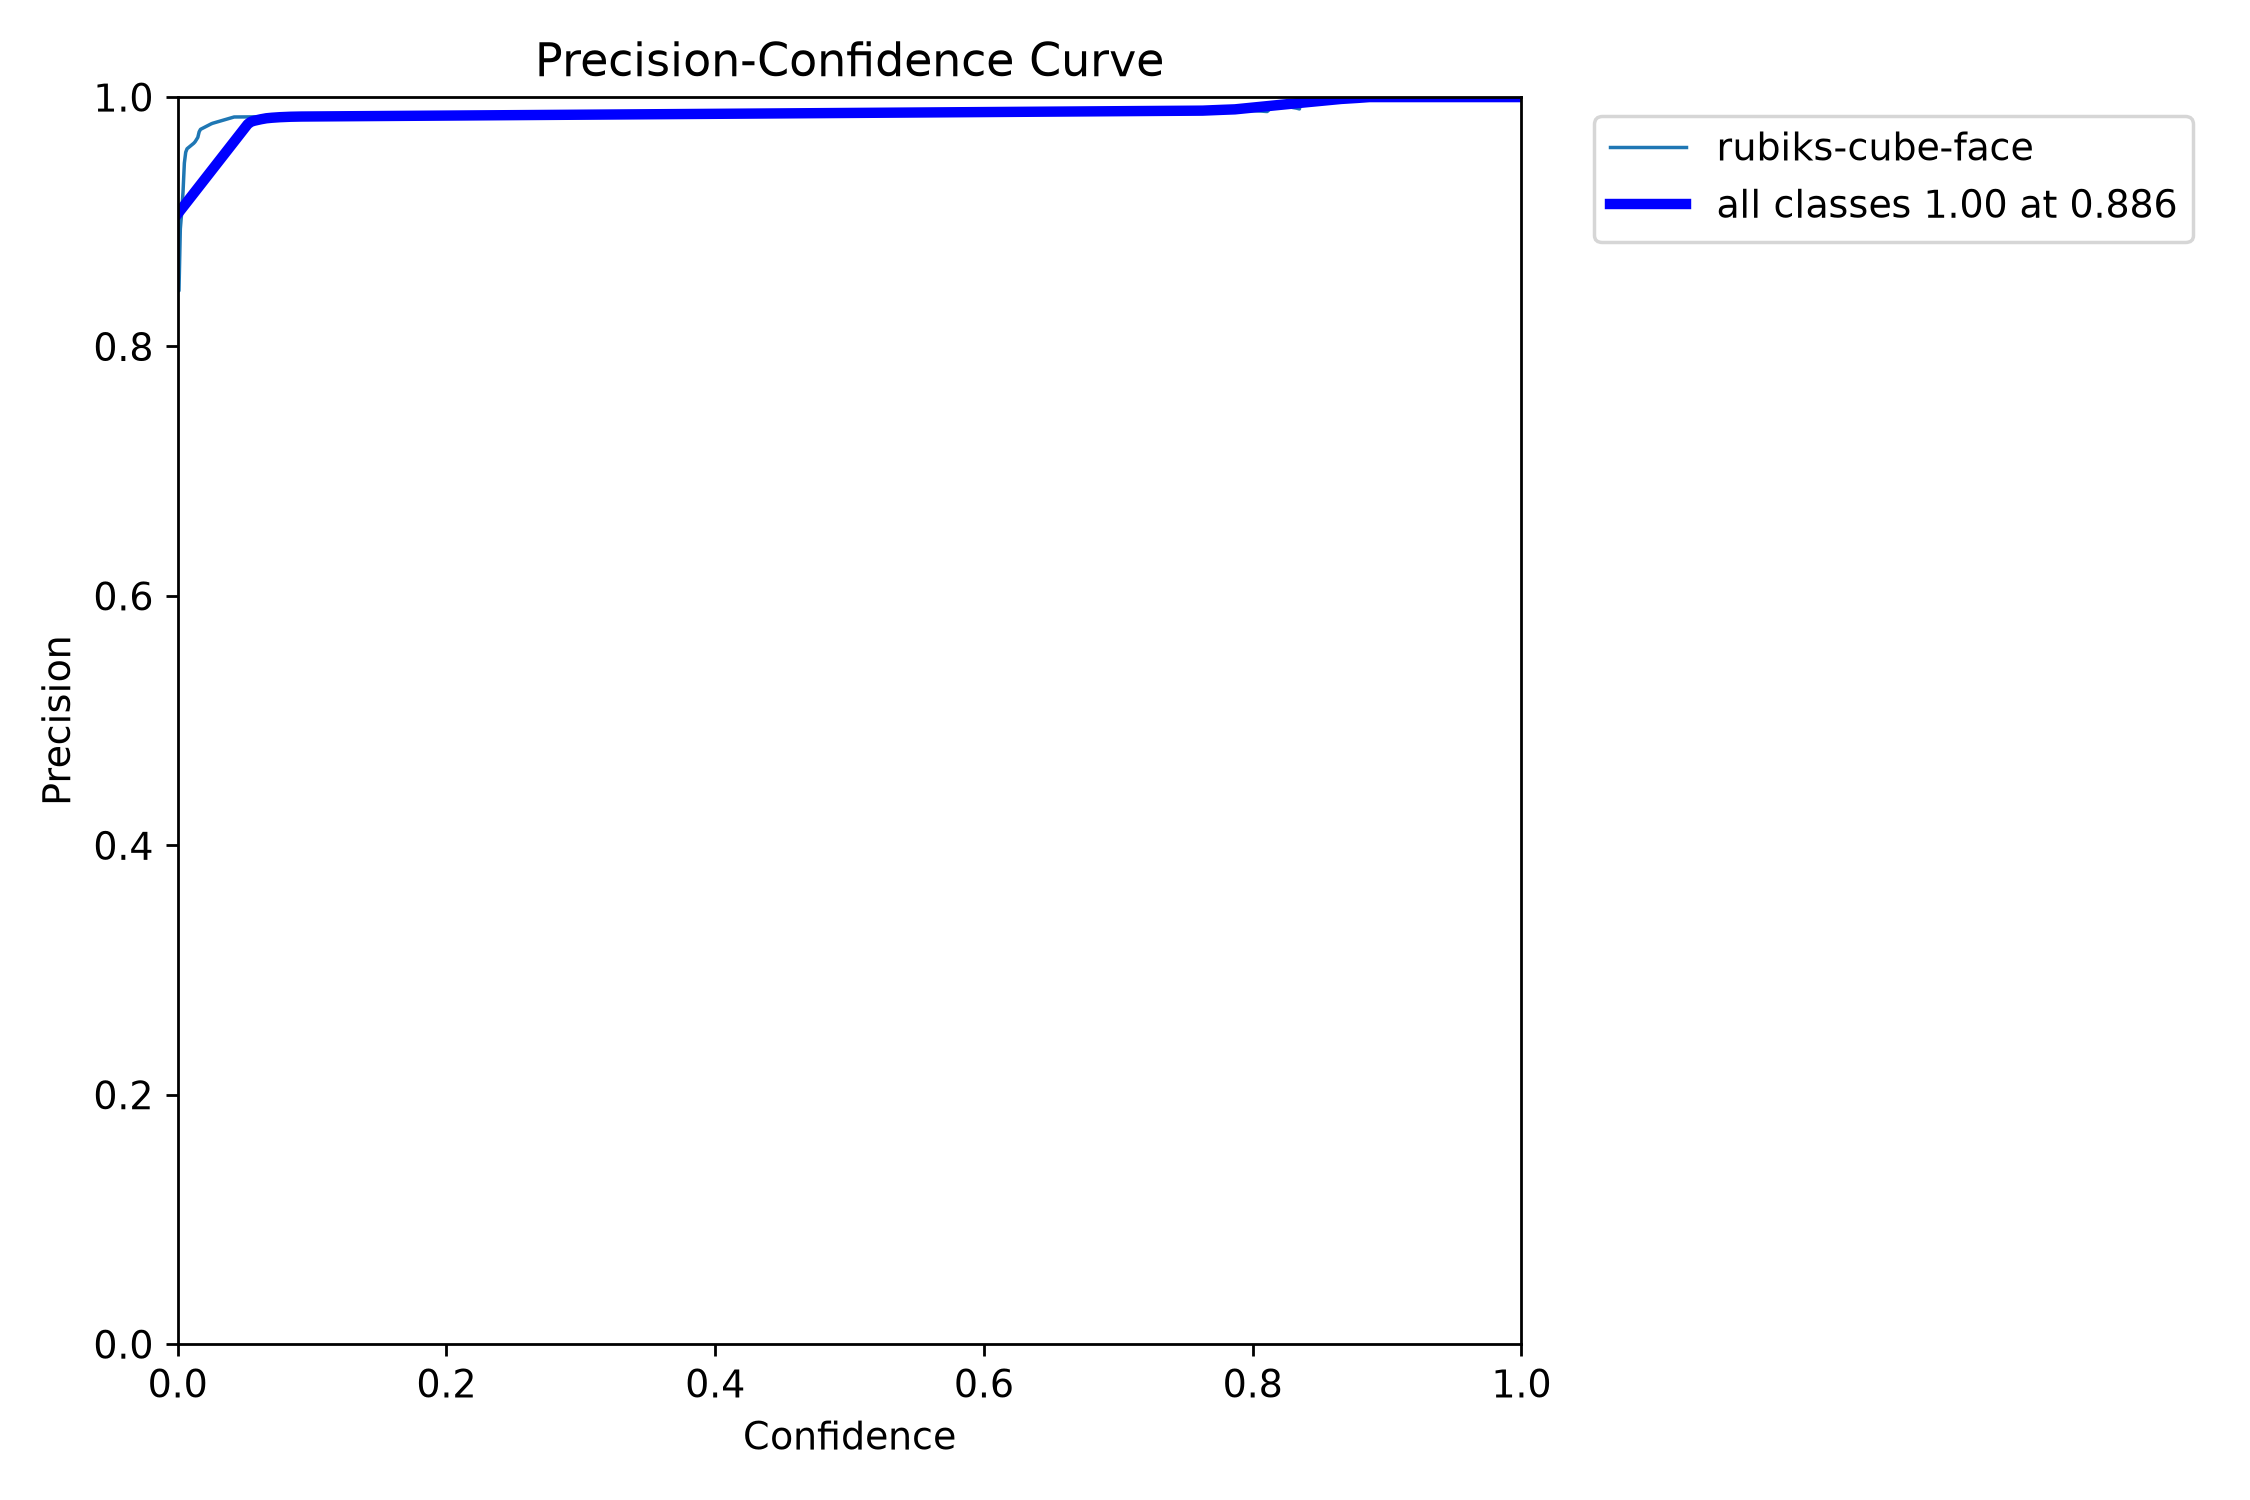 Precision-Confidence Curve
1.0
0.8
0.6
0.4
0.2
0.0
Precision
0.0 0.2 0.4 0.6 0.8 1.0
Confidence
rubiks-cube-face
all classes 1.00 at 0.886